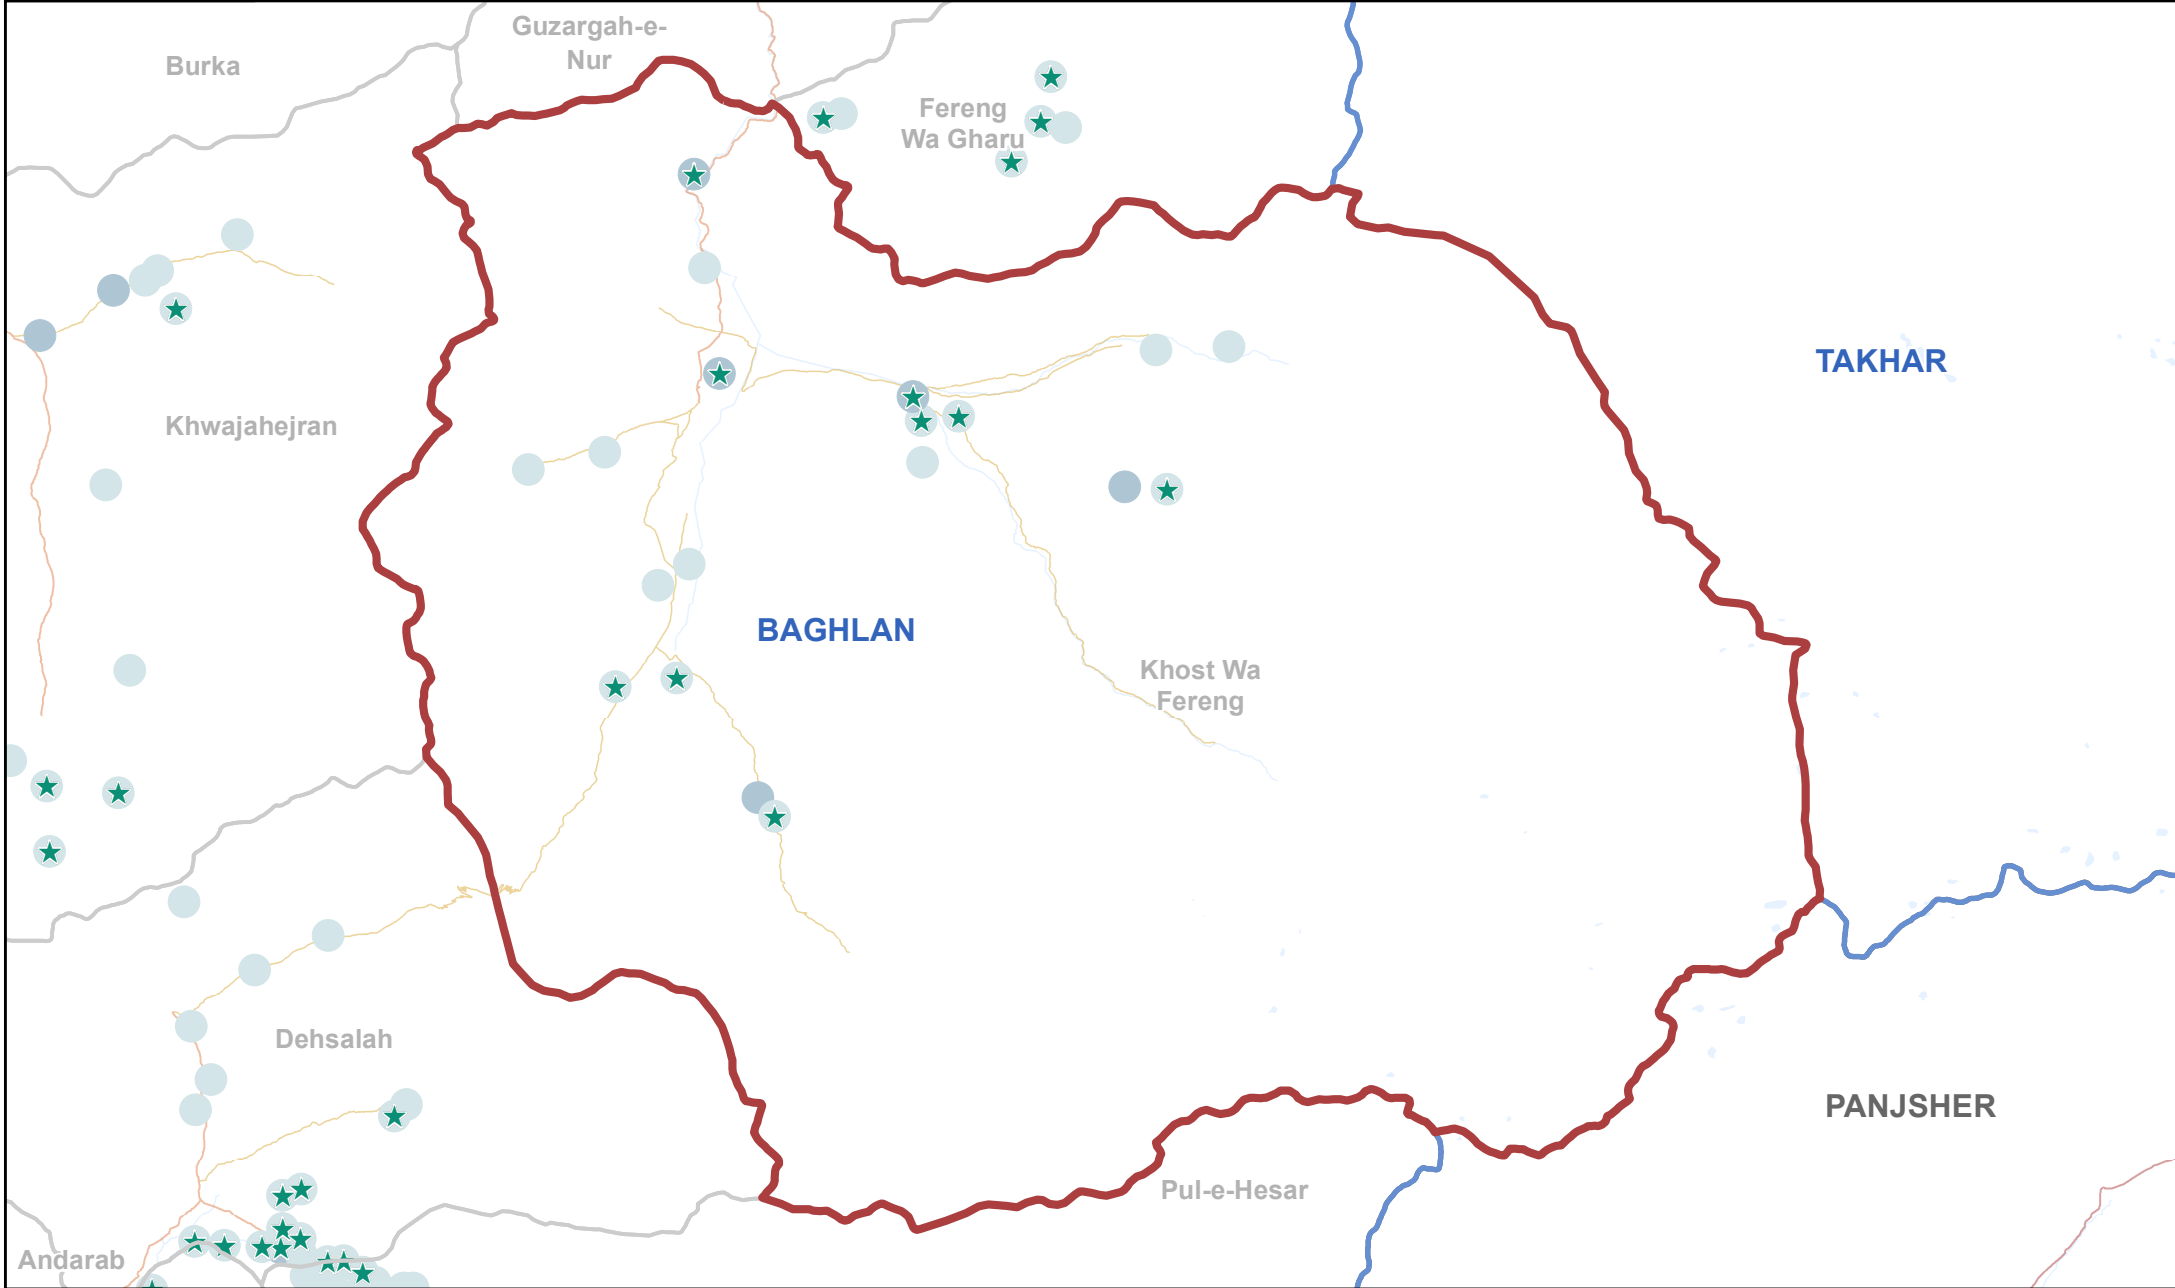 Guzargah-e-
Nur
Burka
Fereng
Wa Gharu
TAKHAR
Khwajahejran
BAGHLAN
Khost Wa
Fereng
Dehsalah
PANJSHER
Pul-e-Hesar
Andarab